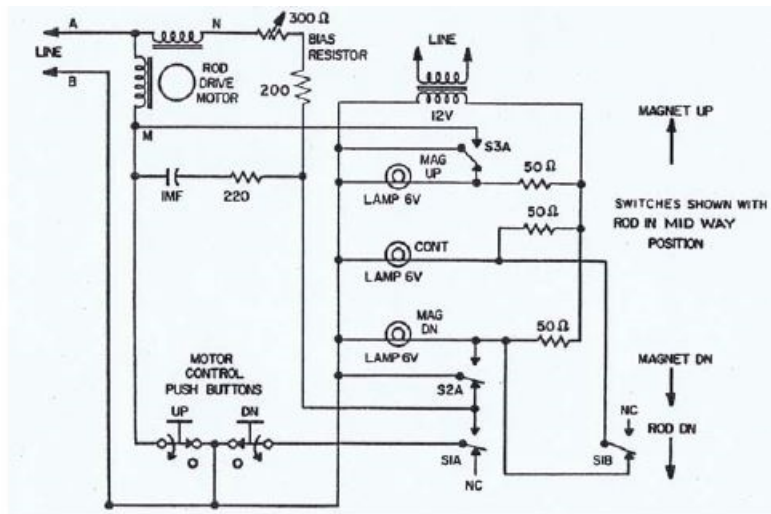 A
N
300 Ω
BIAS
RESISTOR
LINE
B
ROD
DRIVE
MOTOR
200
LINE
12V
M
S3A
MAG
UP
LAMP 6V
50 Ω
1MF
220
50 Ω
CONT
LAMP 6V
MAG
DN
LAMP 6V
50 Ω
S2A
MOTOR
CONTROL
PUSH BUTTONS
UP
DN
O
O
S1A
NC
NC
S1B
MAGNET UP
SWITCHES SHOWN WITH
ROD IN MID WAY
POSITION
MAGNET DN
ROD DN